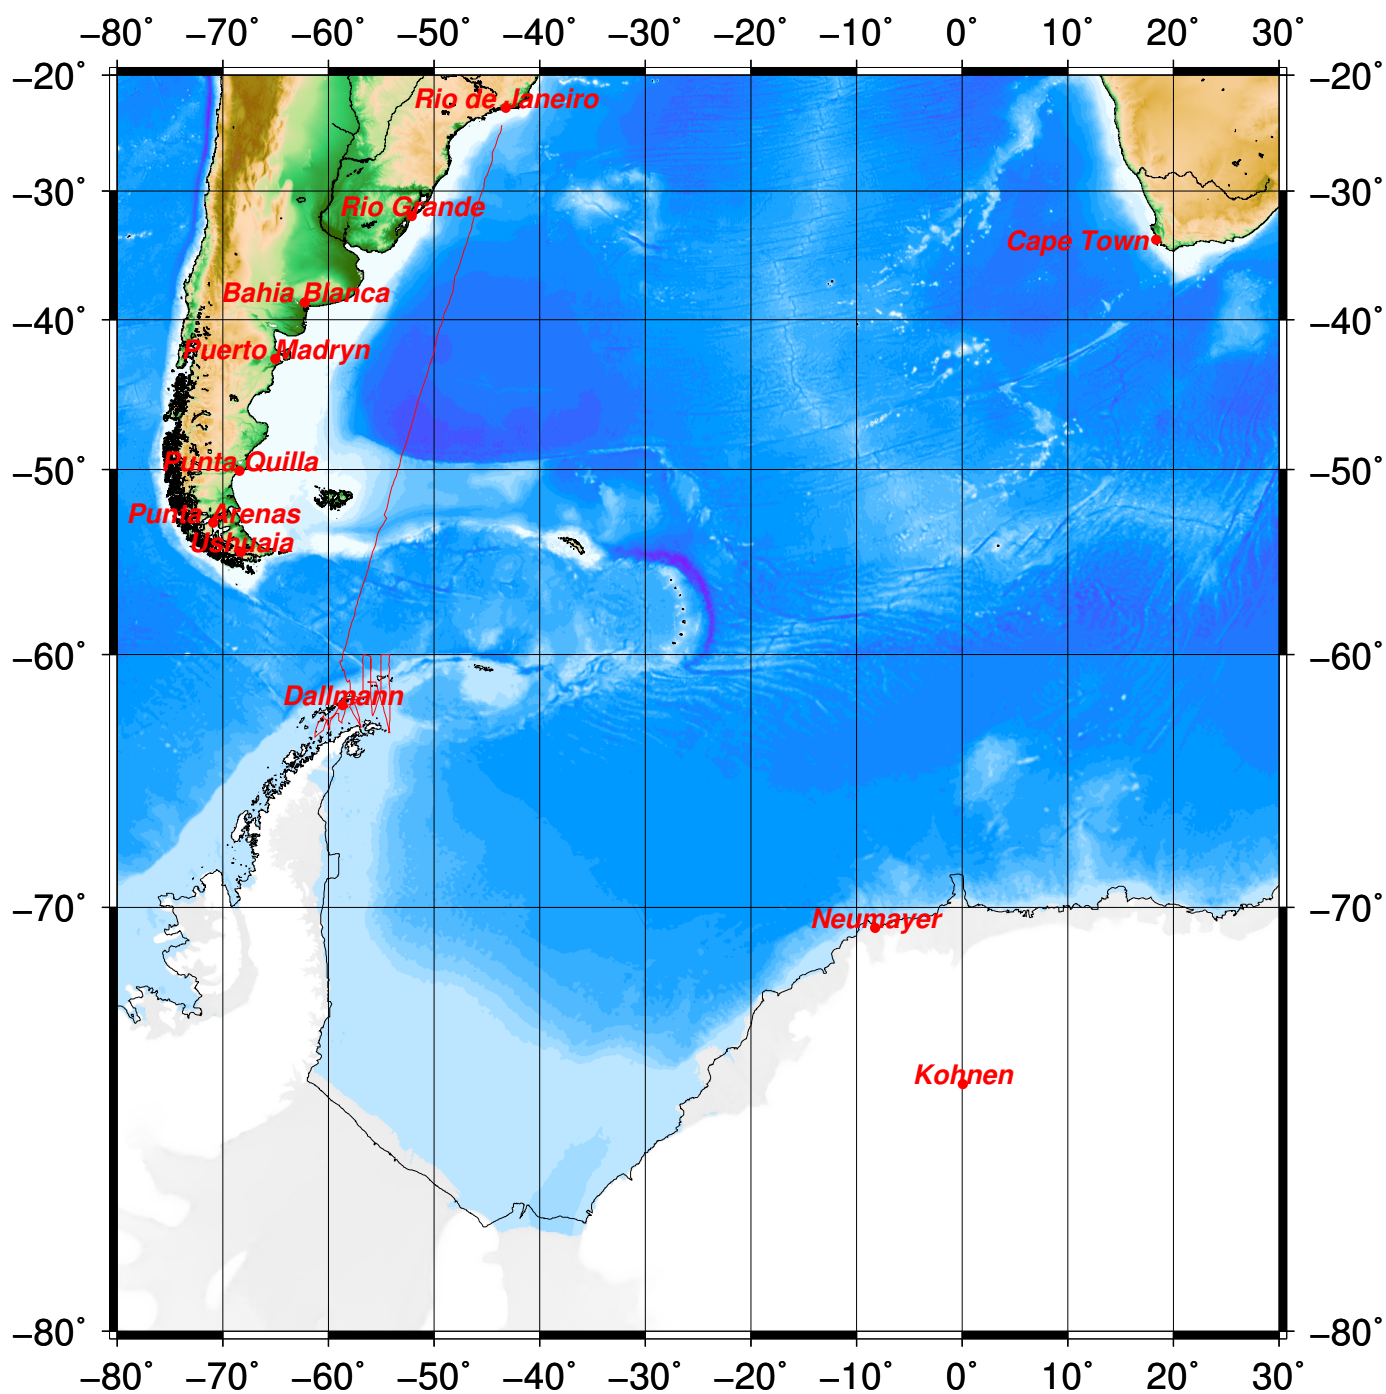 −80° −70° −60° −50° −40° −30° −20° −10° 0° 10° 20° 30°
−20° −20°
Rio de Janeiro
−30° −30°
Rio Grande
Cape Town
Bahia Blanca
−40° −40°
Puerto Madryn
Punta Quilla
−50° −50°
Punta Arenas
Ushuaia
−60° −60°
Dallmann
−70° −70°
Neumayer
Kohnen
−80° −80°
−80° −70° −60° −50° −40° −30° −20° −10° 0° 10° 20° 30°